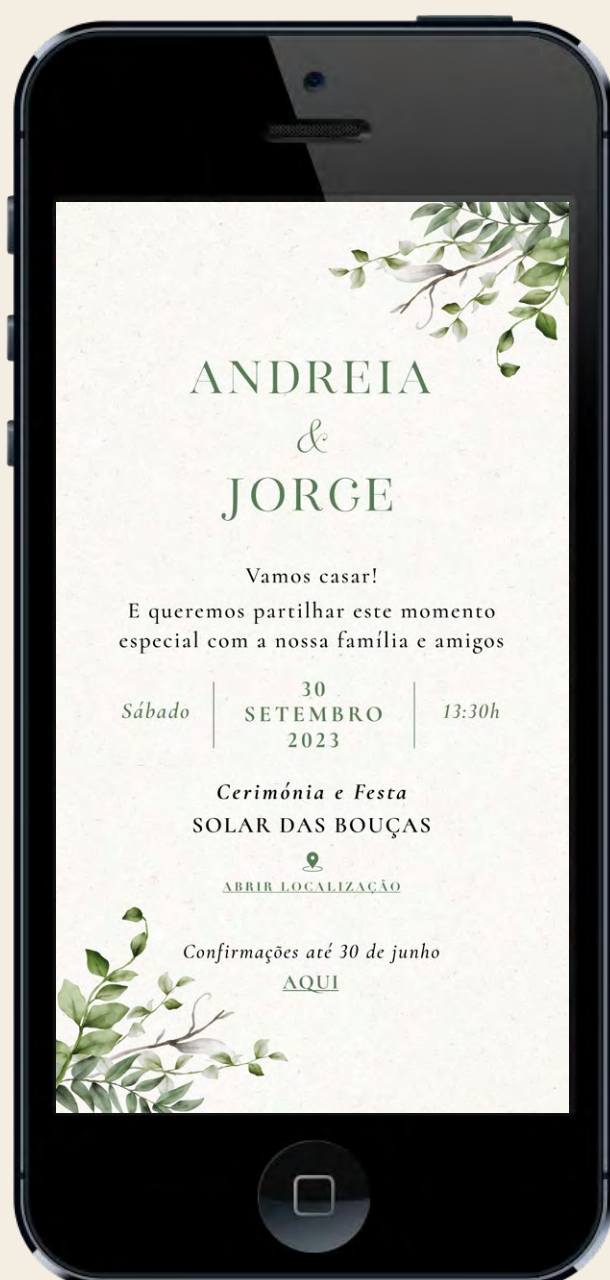 ANDREIA
&
JORGE
Vamos casar!
E queremos partilhar este momento
especial com a nossa família e amigos
Sábado
30
SETEMBRO
2023
13:30h
Cerimónia e Festa
SOLAR DAS BOUÇAS
ABRIR LOCALIZAÇÃO
Confirmações até 30 de junho
AQUI